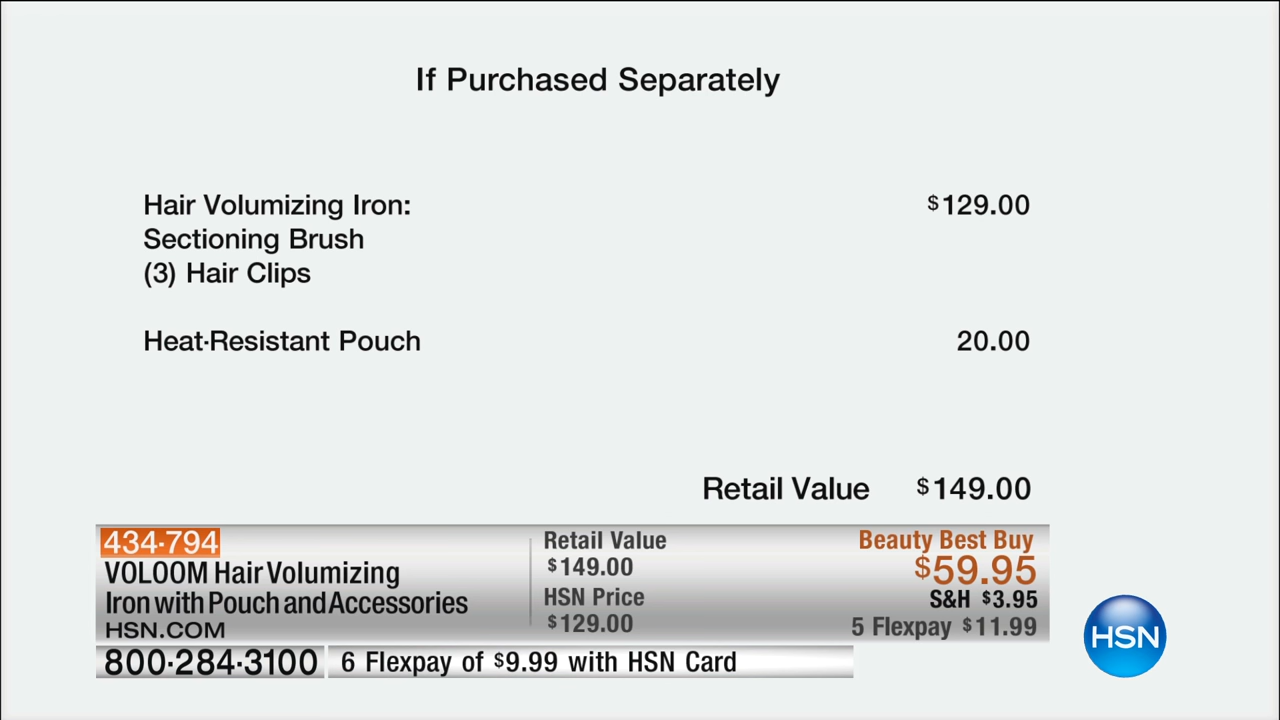 If Purchased Separately
Hair Volumizing Iron: $129.00
Sectioning Brush
(3) Hair Clips
Heat-Resistant Pouch 20.00
Retail Value $149.00
434-794
VOLOOM Hair Volumizing
Iron with Pouch and Accessories
HSN.COM
Retail Value
$149.00
HSN Price
$129.00
Beauty Best Buy
$59.95
S&H $3.95
5 Flexpay $11.99
HSN
800-284-3100
6 Flexpay of $9.99 with HSN Card